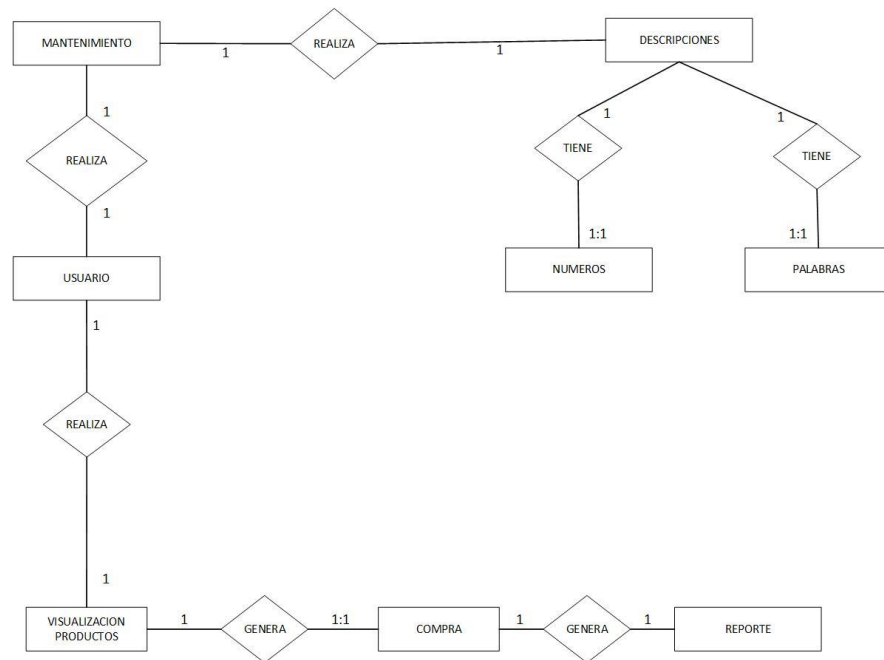 MANTENIMIENTO
1
REALIZA
1
DESCRIPCIONES
1
REALIZA
1
1
TIENE
1:1
NUMEROS
1
TIENE
1:1
PALABRAS
USUARIO
1
REALIZA
1
VISUALIZACION
PRODUCTOS
1
GENERA
1:1
COMPRA
1
GENERA
1
REPORTE